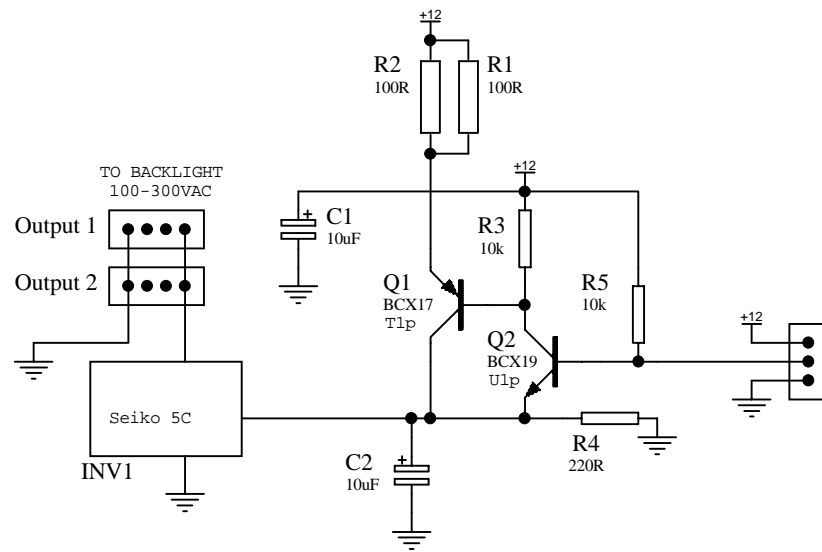 +12
R2
100R
R1
100R
TO BACKLIGHT
100-300VAC
+12
Output 1
C1
10uF
R3
10k
Output 2
Q1
BCX17
T1p
R5
10k
+12
Q2
BCX19
U1p
Seiko 5C
INV1
C2
10uF
R4
220R